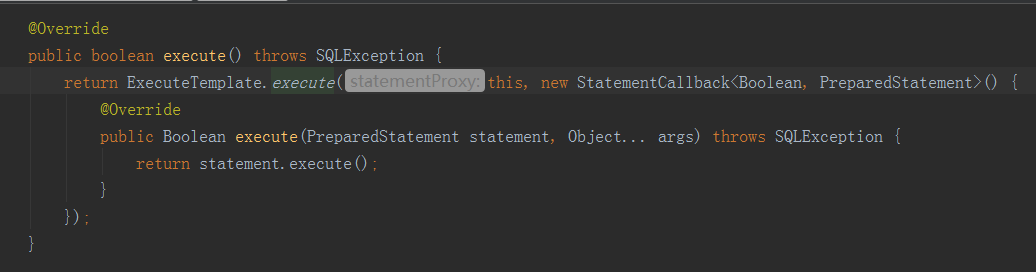 @Override
public boolean execute() throws SQLException {
return ExecuteTemplate.execute( statementProxy: this, new StatementCallback<Boolean, PreparedStatement>() {
@Override
public Boolean execute(PreparedStatement statement, Object... args) throws SQLException {
return statement.execute();
}
});
}